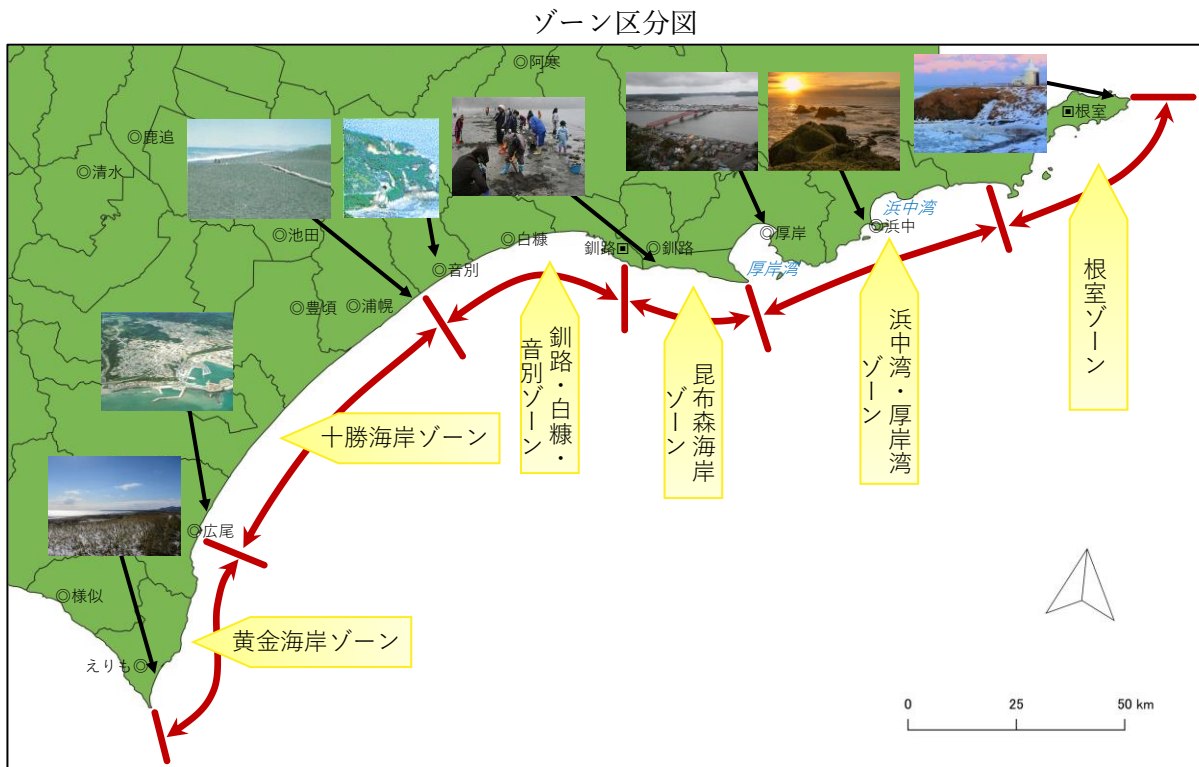 ゾーン区分図
◎阿寒
◎鹿追
◎清水
▣根室
◎池田
◎白糠
釧路▣
◎釧路
◎厚岸
浜中湾
◎浜中
厚岸湾
◎音別
◎豊頃
◎浦幌
釧路・白糠・
音別ゾーン
昆布森海岸
ゾーン
浜中湾・厚岸湾
ゾーン
根室ゾーン
十勝海岸ゾーン
◎広尾
◎様似
黄金海岸ゾーン
えりも◎
0 25 50 km